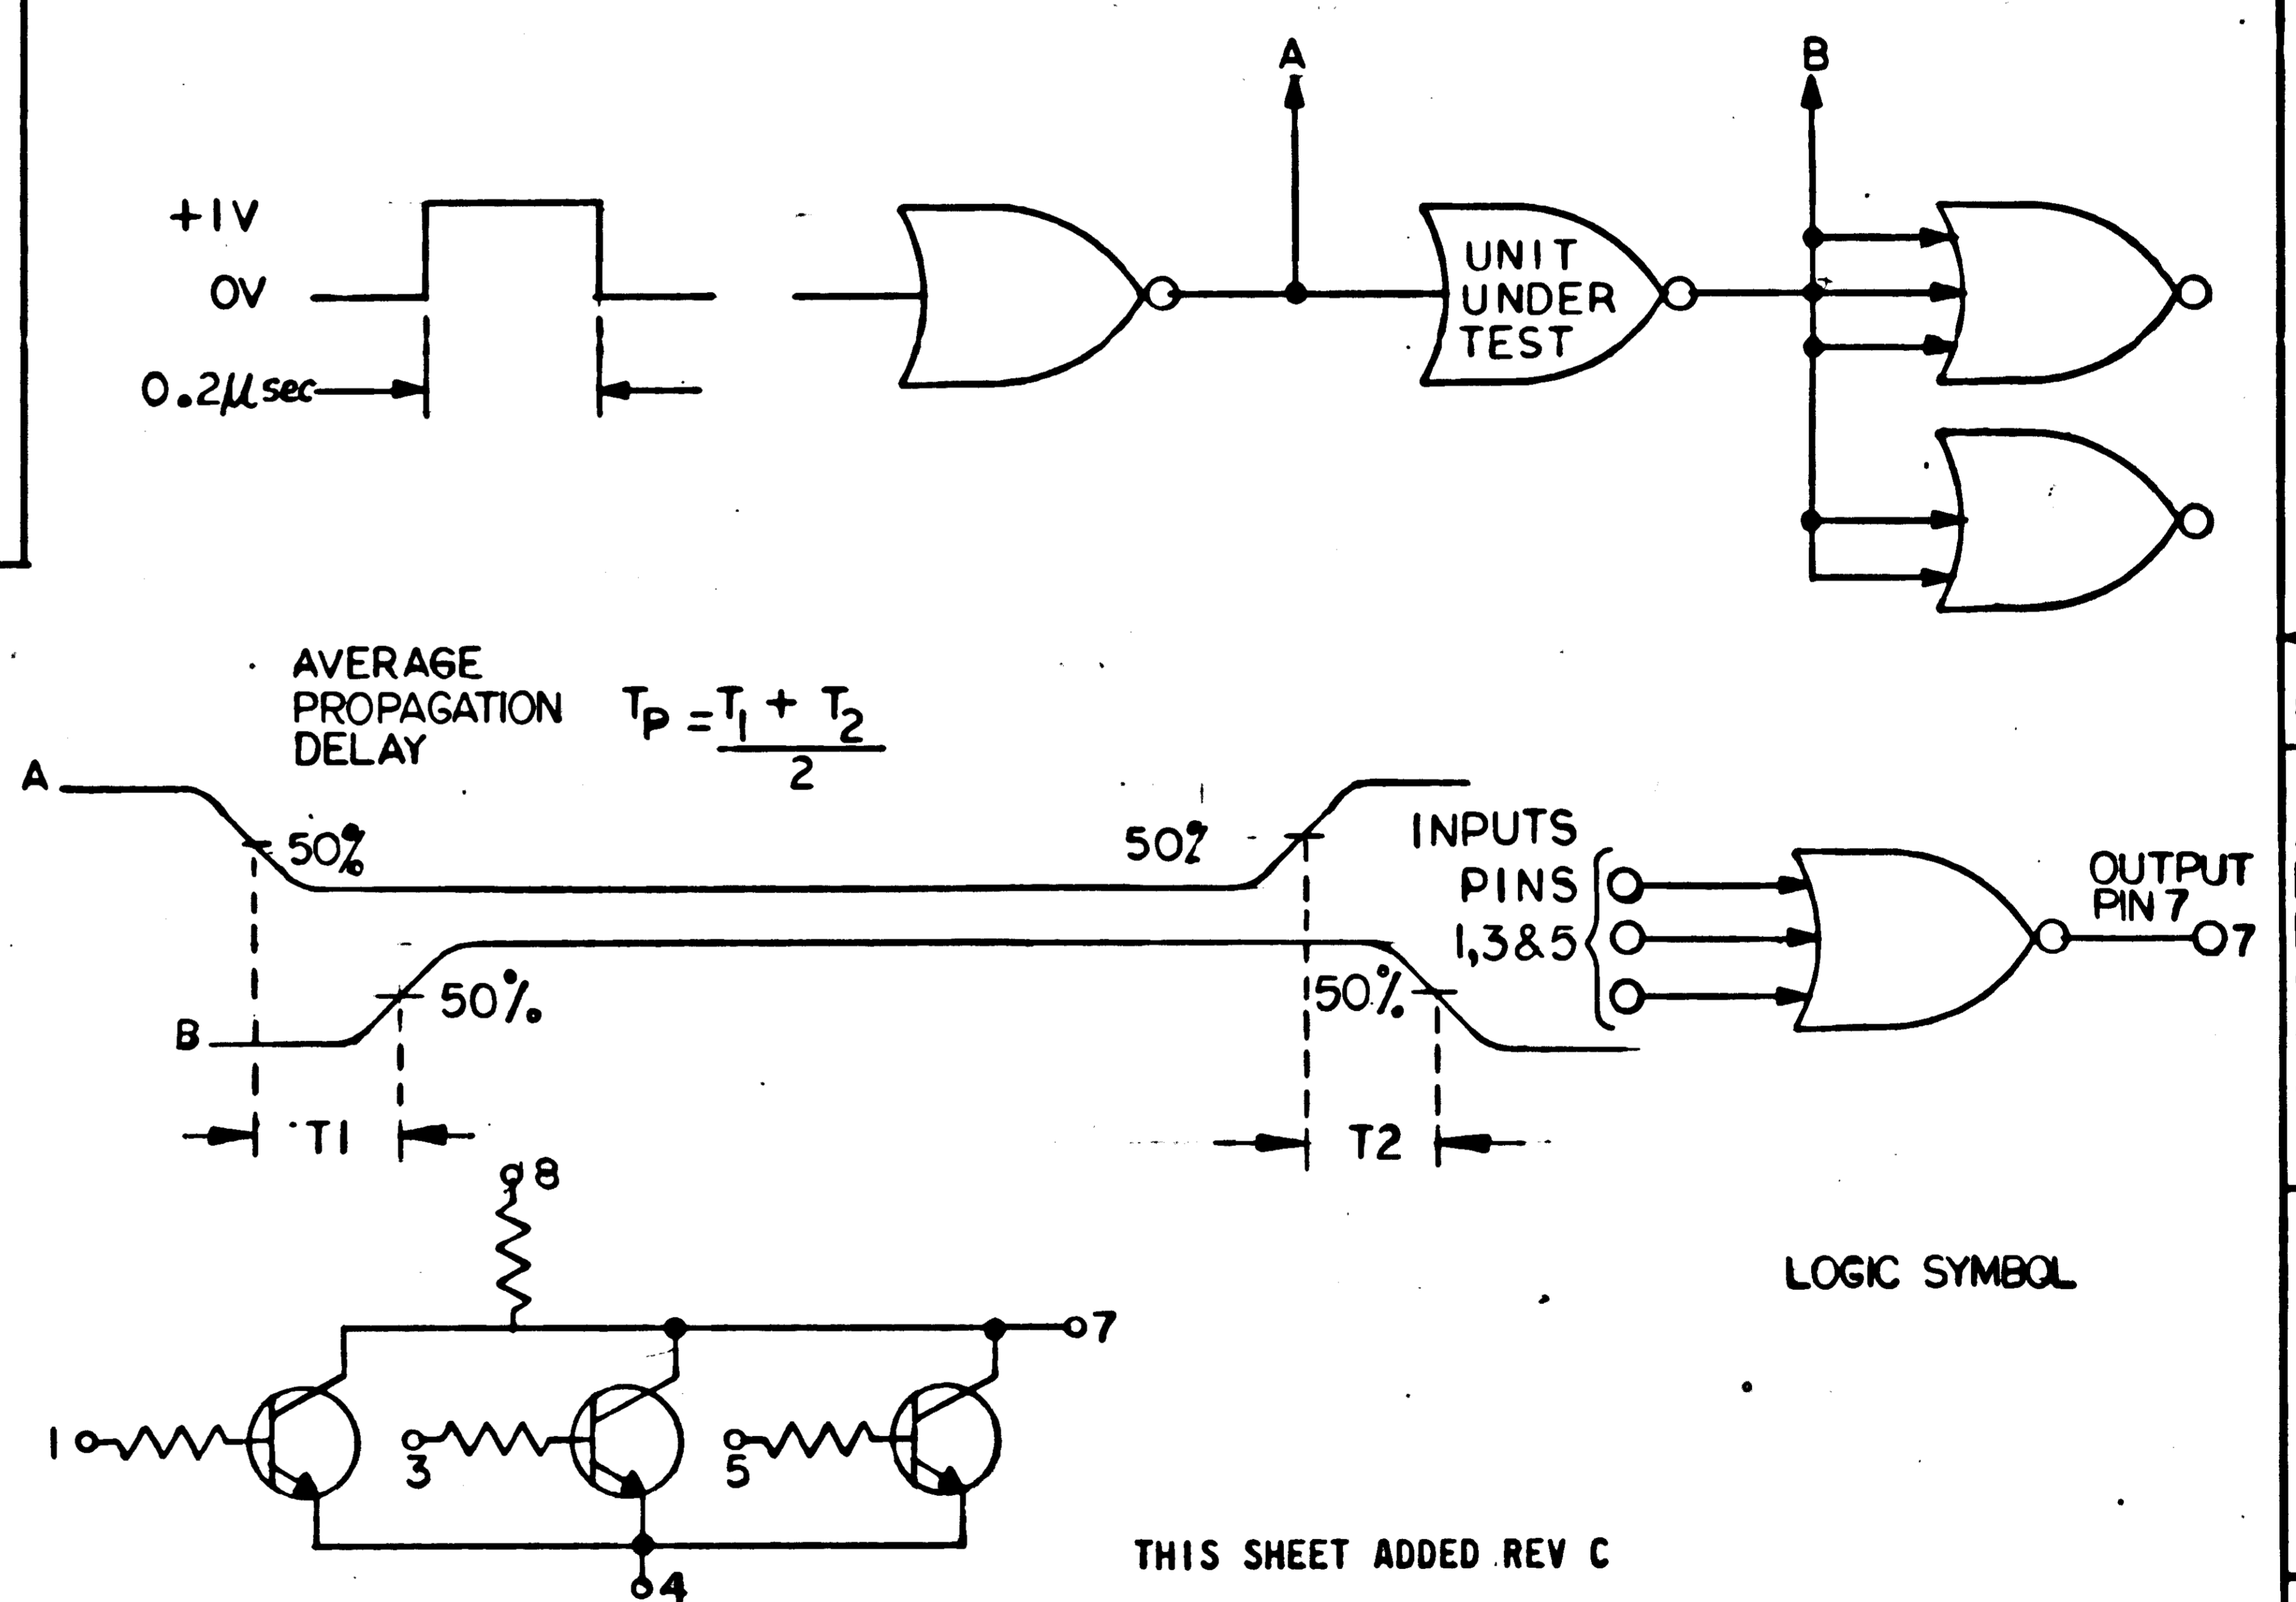 A
B
+1V
0V
0.2μsec
UNIT
UNDER
TEST
AVERAGE
PROPAGATION
DELAY
TP = T1 + T2
2
A
50%
50%
INPUTS
PINS
1,3&5
OUTPUT
PIN 7
7
B
50%
50%
T1
T2
8
LOGIC SYMBOL
7
1
3
5
THIS SHEET ADDED REV C
4